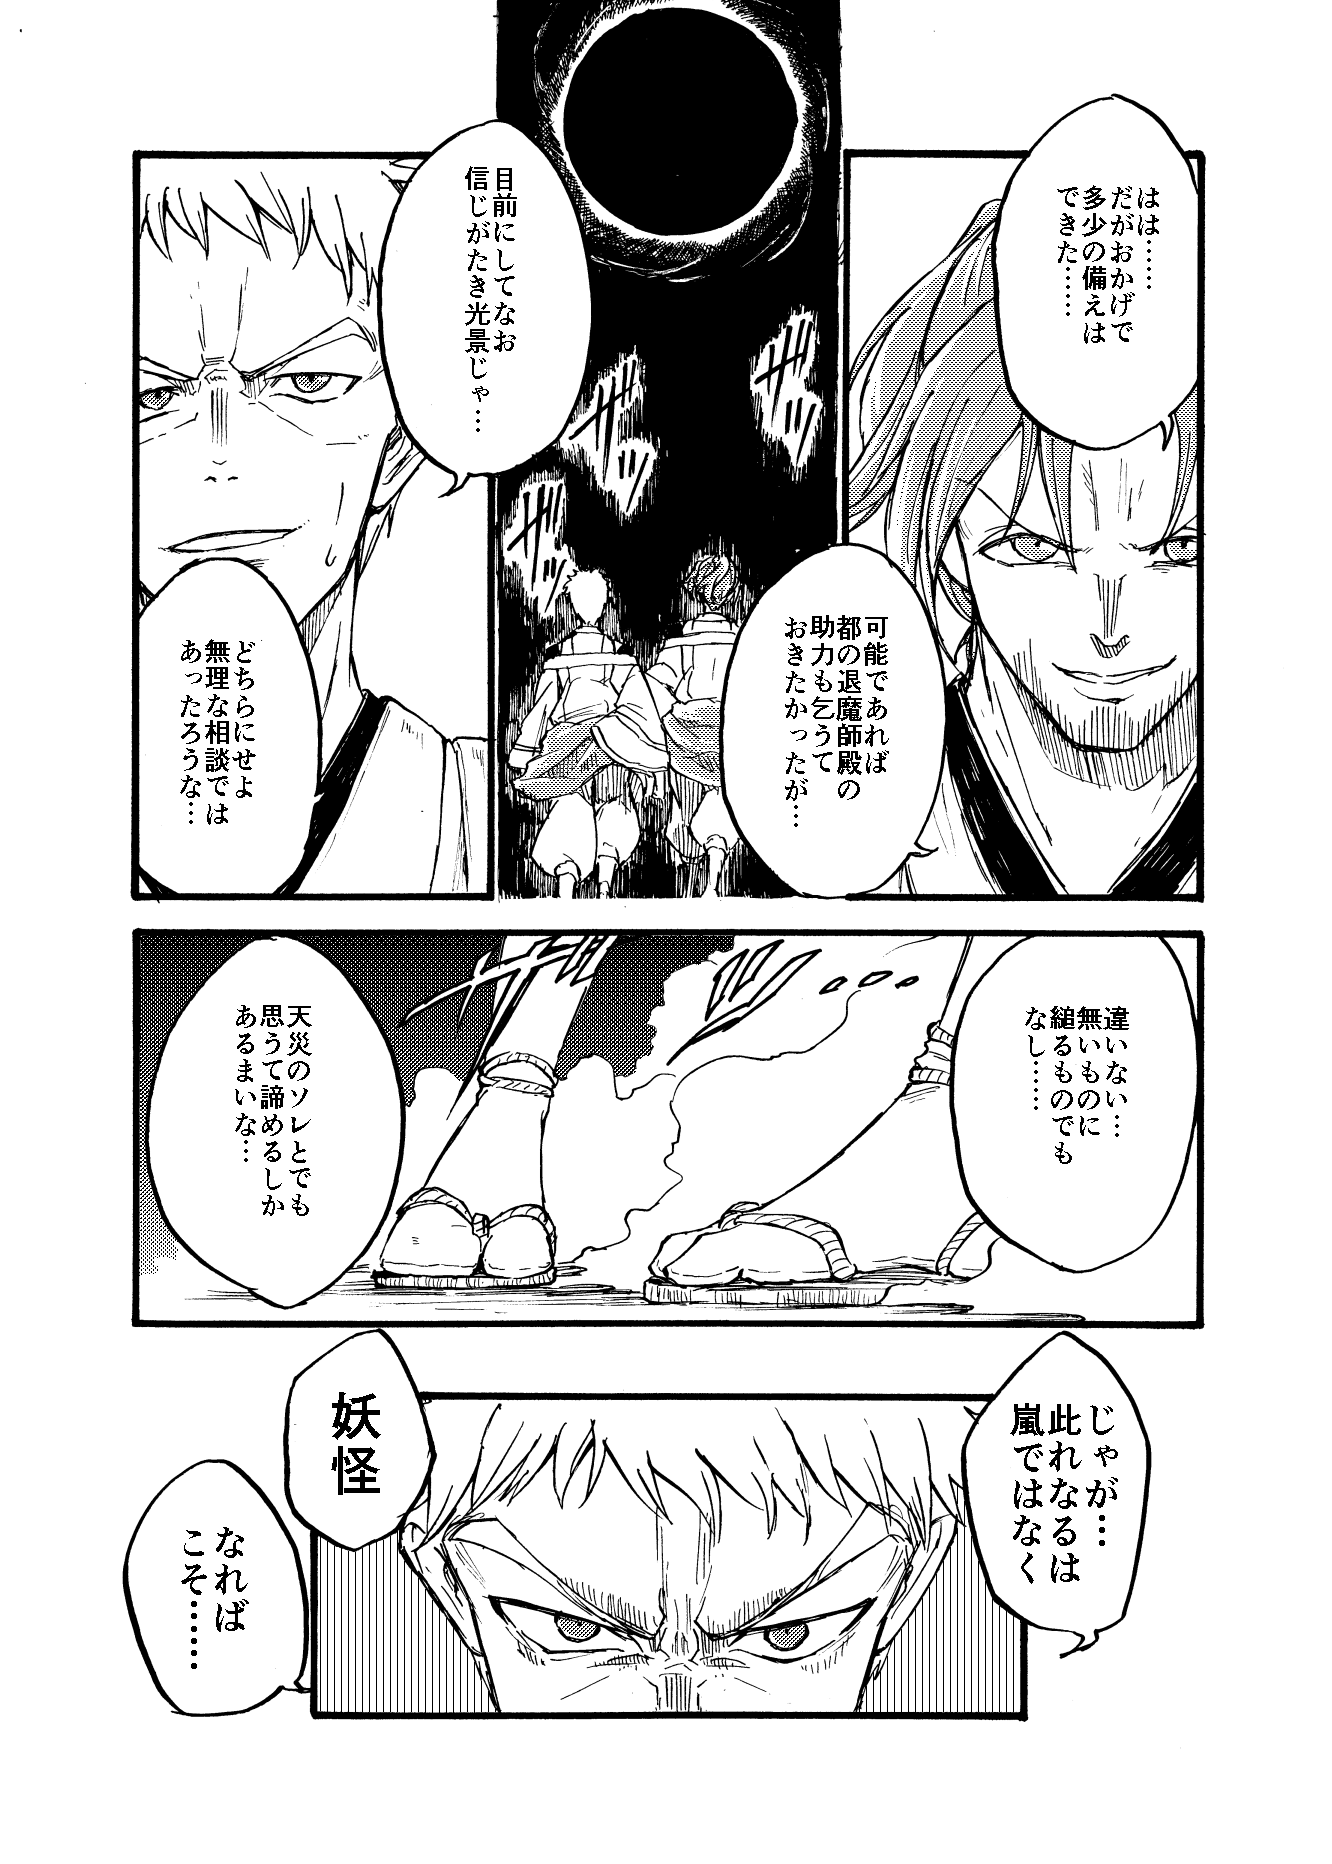 はは……
だがおかげで
多少の備えは
できた……
可能であれば
都の退魔師殿の
助力も乞うて
おきたかったが…
ザッ
ザッ
ザッ
目前にしてなお
信じがたき光景じゃ…
どちらにせよ
無理な相談では
あったろうな…
違いない…
無いものに
縋るものでも
なし……
ザッ
天災のソレとでも
思うて諦めるしか
あるまいな…
じゃが…
此れなるは
嵐ではなく
妖怪
なれば
こそ……